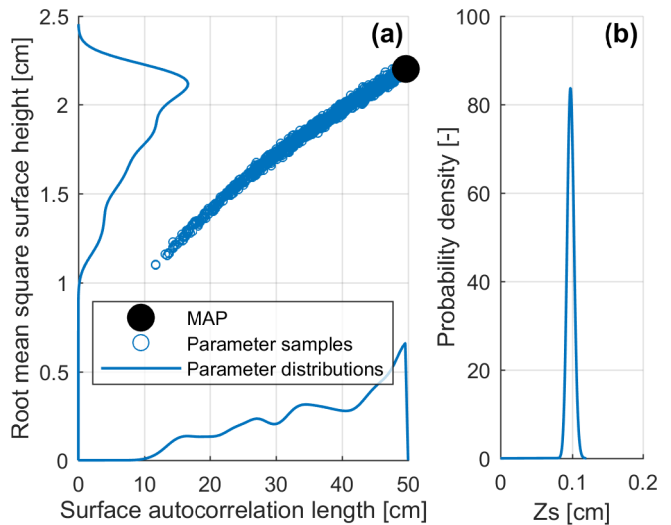 (a)
Root mean square surface height [cm]
2.5
2
1.5
1
0.5
0
MAP
Parameter samples
Parameter distributions
0 10 20 30 40 50
Surface autocorrelation length [cm]
(b)
Probability density [-]
100
80
60
40
20
0
0 0.1 0.2
Zs [cm]